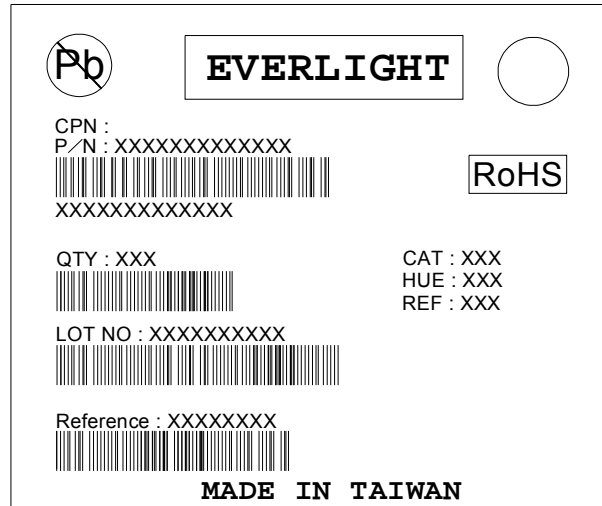 Pb
EVERLIGHT
CPN :
P/N : XXXXXXXXXXXXX
RoHS
XXXXXXXXXXXXX
QTY : XXX
CAT : XXX
HUE : XXX
REF : XXX
LOT NO : XXXXXXXXXX
Reference : XXXXXXXX
MADE IN TAIWAN